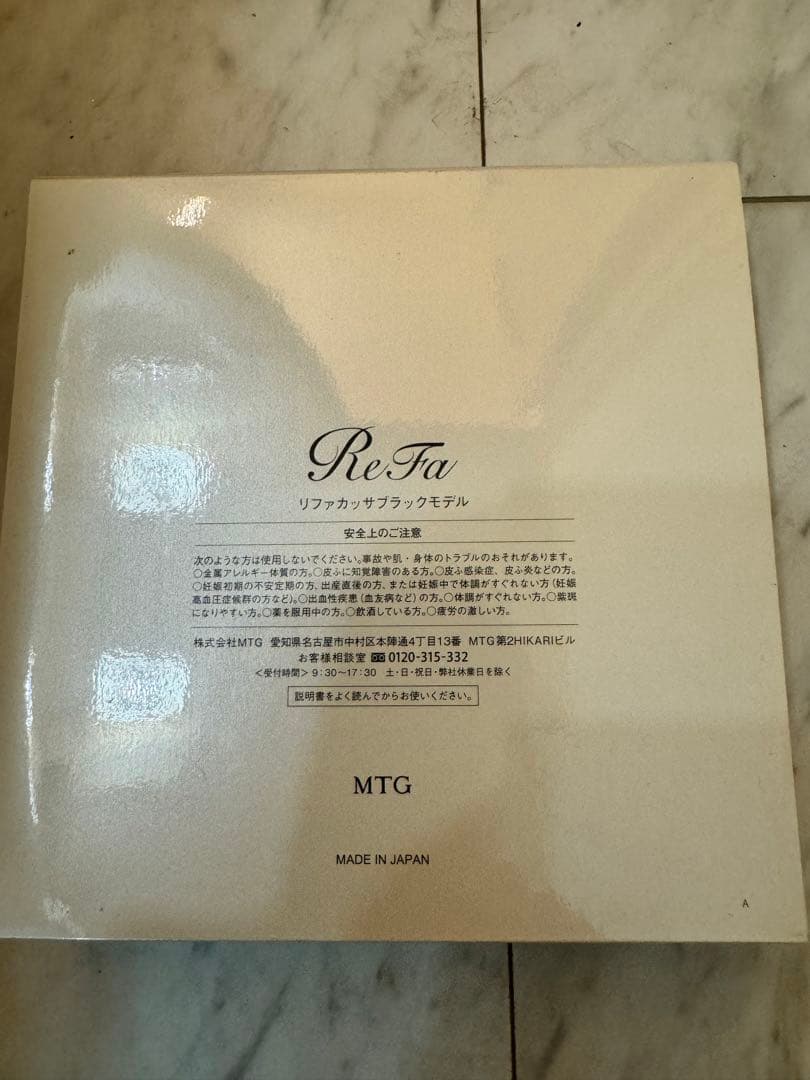 ReFa
リファカッサブラックモデル
安全上のご注意
次のような方は使用しないでください。事故や肌・身体のトラブルのおそれがあります。
○金属アレルギー体質の方。○皮ふに知覚障害のある方。○皮ふ感染症、皮ふ炎などの方。
○妊娠初期の不安定期の方、出産直後の方、または妊娠中で体調がすぐれない方（妊娠
高血圧症候群の方など）。○出血性疾患（血友病など）の方。○体調がすぐれない方。○紫斑
になりやすい方。○薬を服用中の方。○飲酒している方。○疲労の激しい方。
株式会社MTG 愛知県名古屋市中村区本陣通4丁目13番 MTG第2HIKARIビル
お客様相談室 0120-315-332
＜受付時間＞9：30～17：30 土・日・祝日・弊社休業日を除く
説明書をよく読んでからお使いください。
MTG
MADE IN JAPAN
A